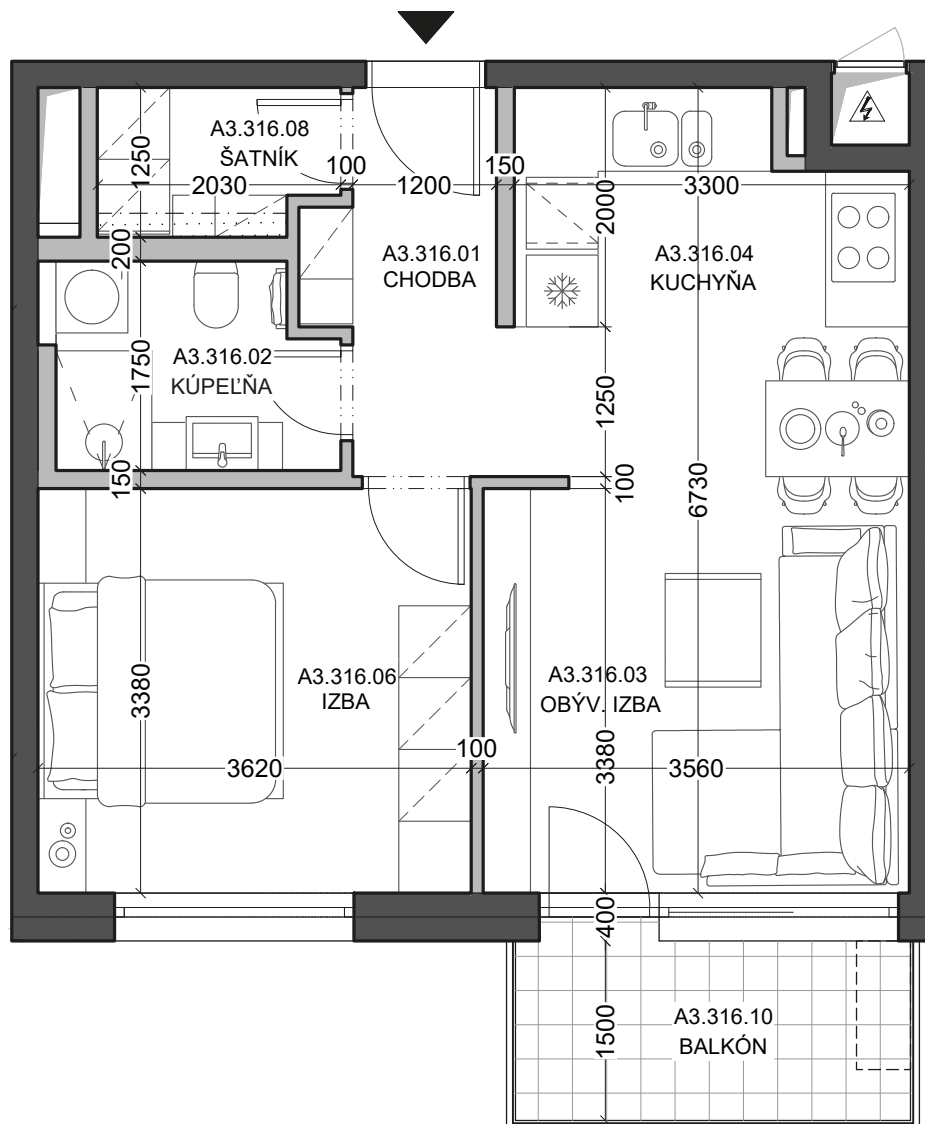 A3.316.08
ŠATNÍK
1250
2030
100
1200
150
2000
3300
A3.316.01
CHODBA
A3.316.04
KUCHYŇA
200
A3.316.02
KÚPEĽŇA
1750
1250
150
100
6730
A3.316.06
IZBA
3380
A3.316.03
OBÝV. IZBA
3380
3620
100
3560
400
A3.316.10
BALKÓN
1500